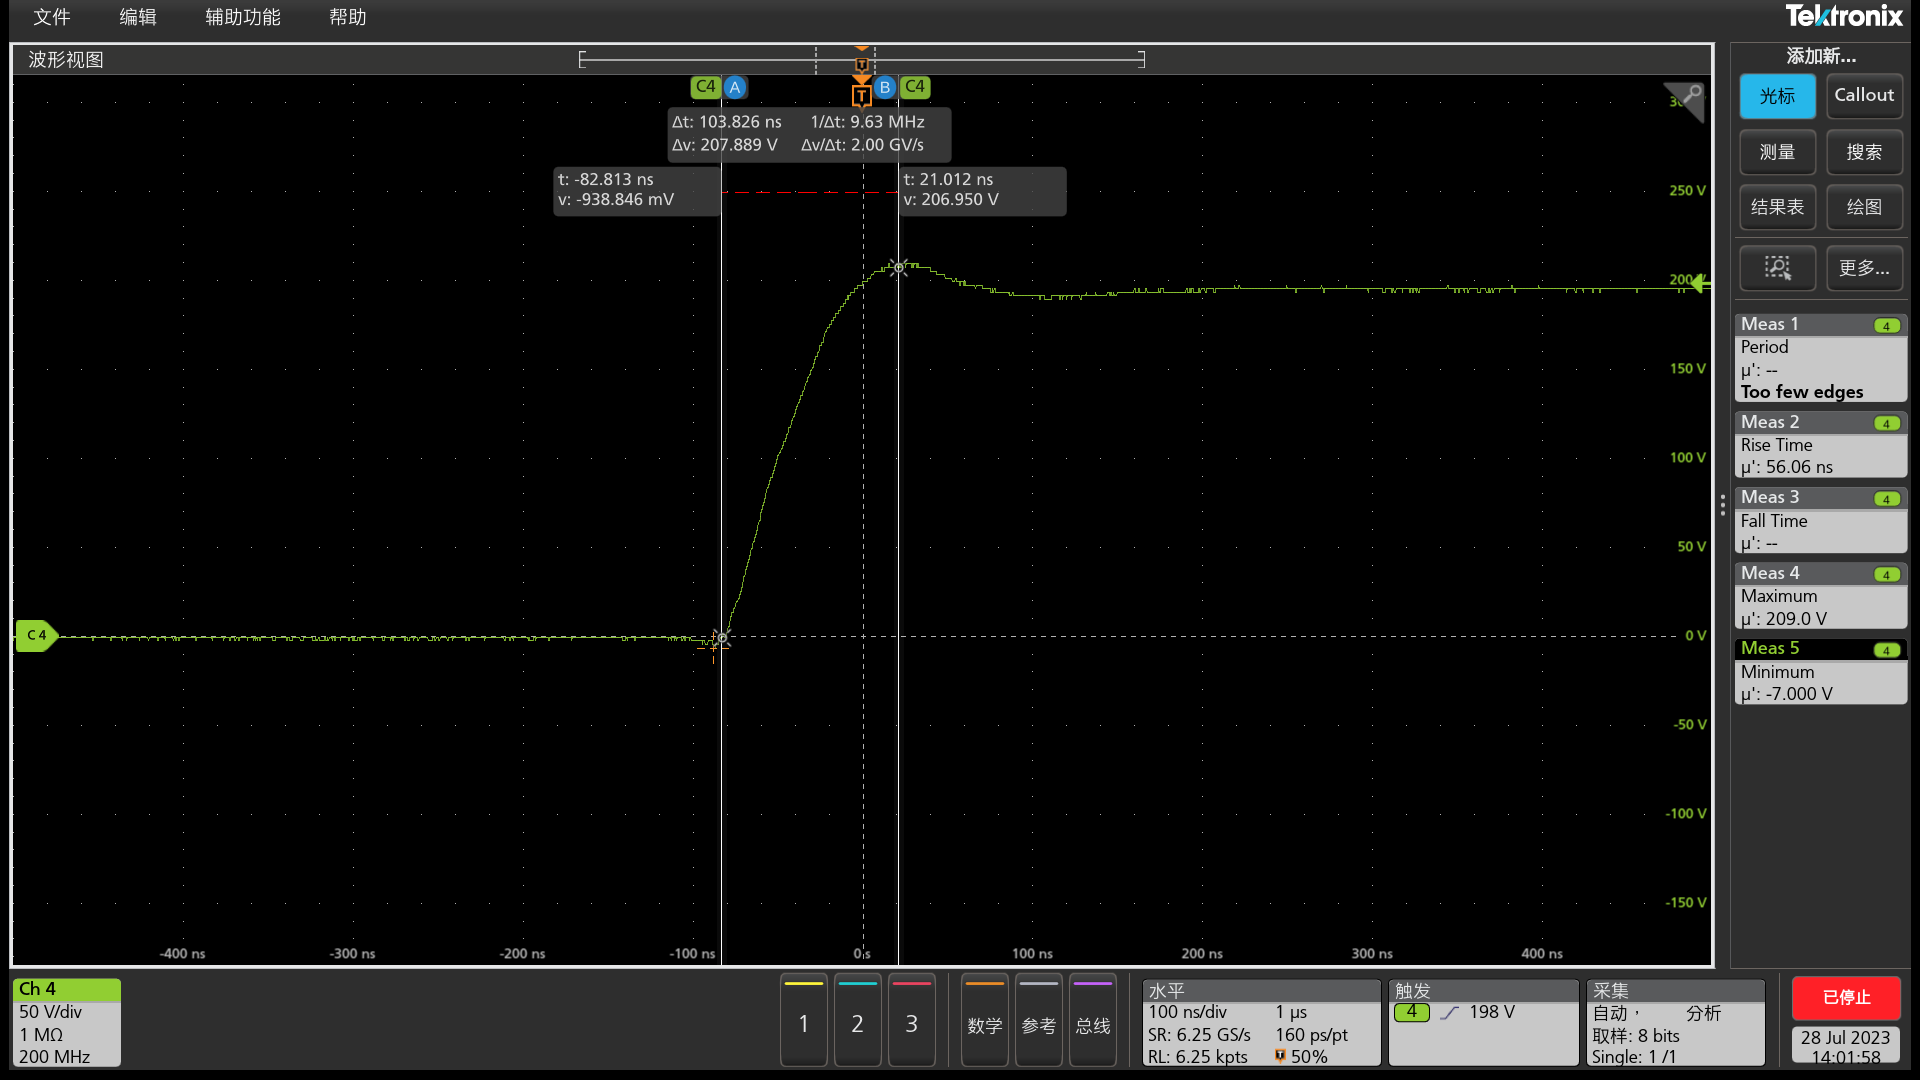 文件 编辑 辅助功能 帮助
Tektronix
波形视图
添加新...
C4 A T B C4
Δt: 103.826 ns 1/Δt: 9.63 MHz
Δv: 207.889 V Δv/Δt: 2.00 GV/s
t: -82.813 ns
v: -938.846 mV
t: 21.012 ns
v: 206.950 V
250 V
200 V
150 V
100 V
50 V
0 V
-50 V
-100 V
-150 V
C4
-400 ns -300 ns -200 ns -100 ns 0 s 100 ns 200 ns 300 ns 400 ns
光标 Callout
测量 搜索
结果表 绘图
更多...
Meas 1 4
Period
µ': --
Too few edges
Meas 2 4
Rise Time
µ': 56.06 ns
Meas 3 4
Fall Time
µ': --
Meas 4 4
Maximum
µ': 209.0 V
Meas 5 4
Minimum
µ': -7.000 V
Ch 4
50 V/div
1 MΩ
200 MHz
1 2 3 数学 参考 总线
水平
100 ns/div 1 µs
SR: 6.25 GS/s 160 ps/pt
RL: 6.25 kpts T 50%
触发
4 198 V
采集
自动, 分析
取样: 8 bits
Single: 1 /1
已停止
28 Jul 2023
14:01:58